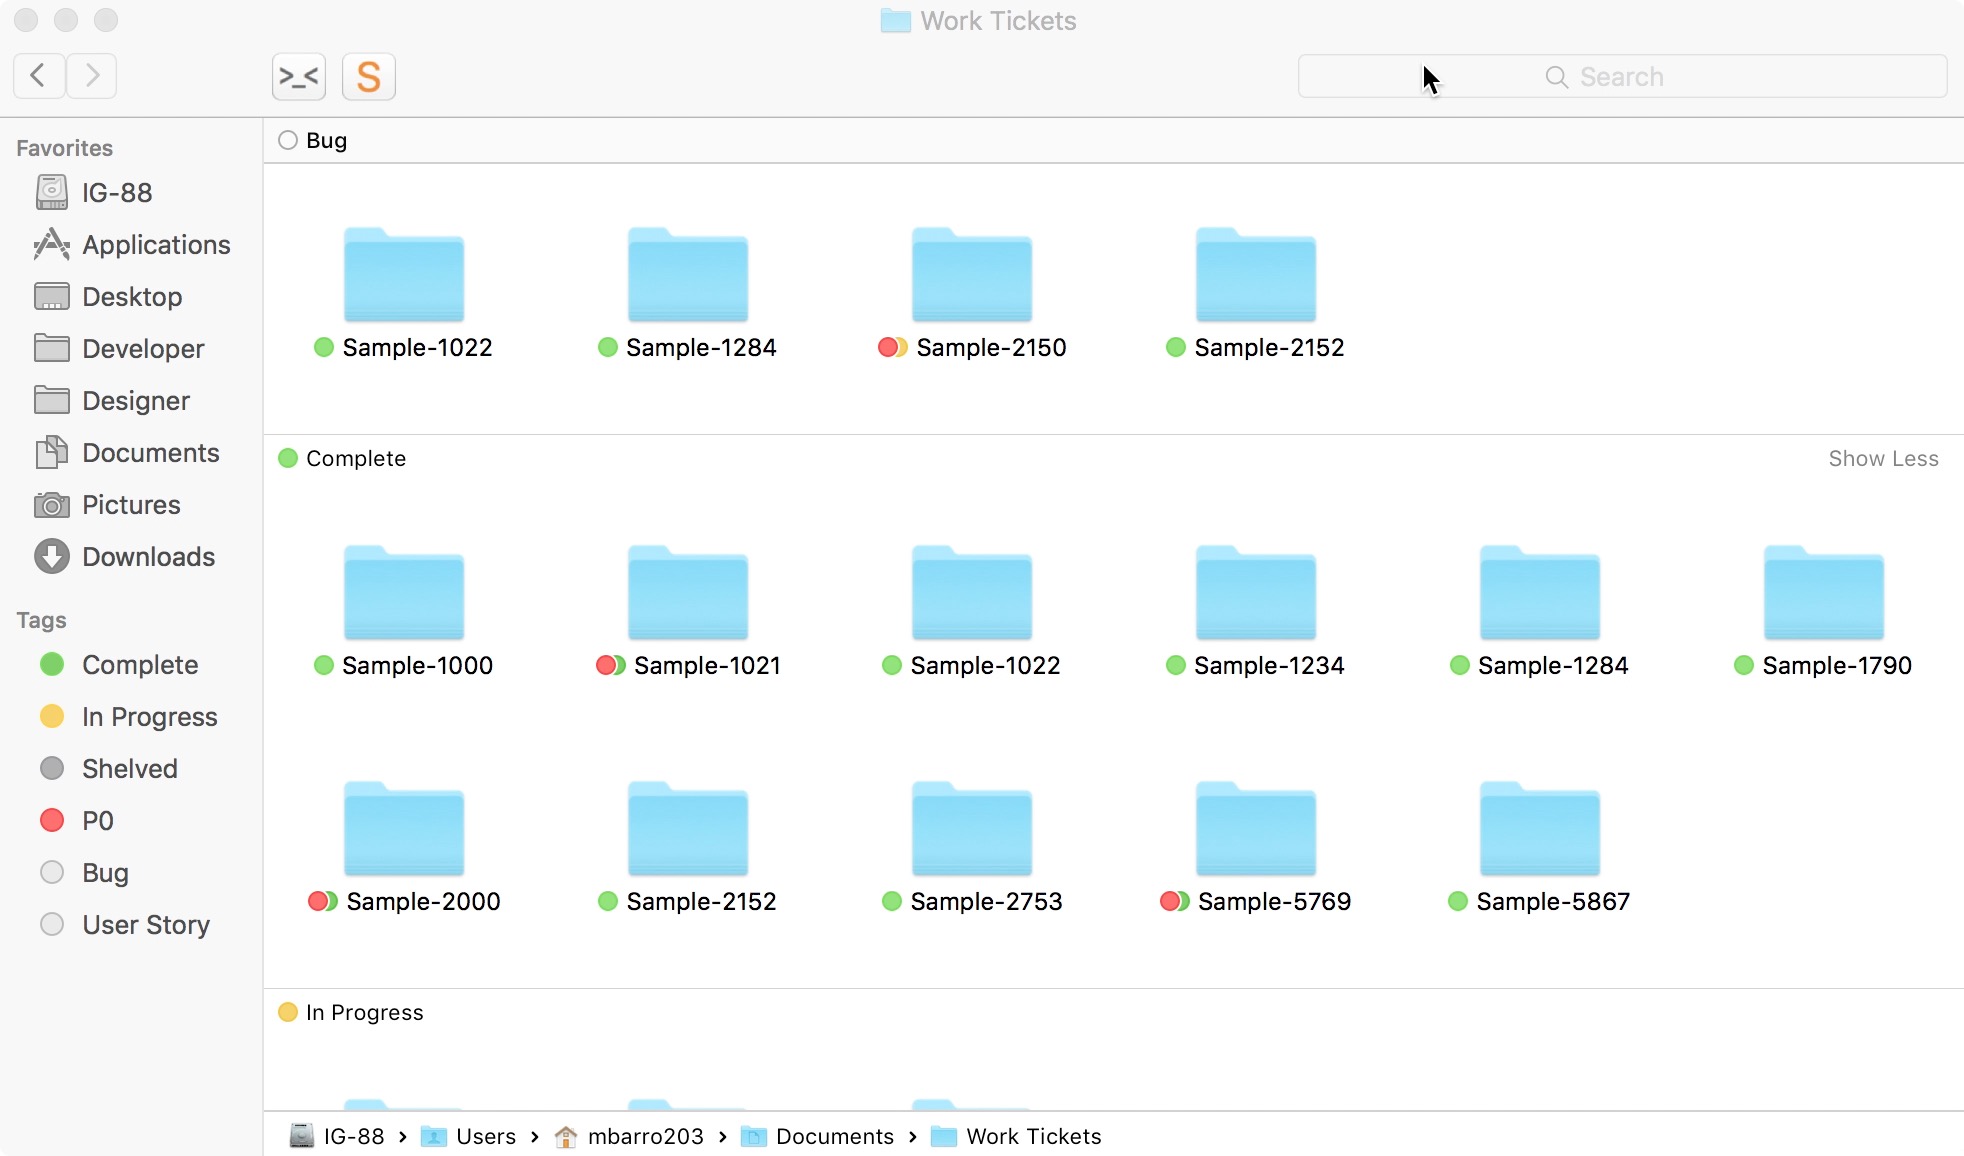 Work Tickets
>_<
S
Search
Favorites
IG-88
Applications
Desktop
Developer
Designer
Documents
Pictures
Downloads
Tags
Complete
In Progress
Shelved
P0
Bug
User Story
Bug
Sample-1022 Sample-1284 Sample-2150 Sample-2152
Complete Show Less
Sample-1000 Sample-1021 Sample-1022 Sample-1234 Sample-1284 Sample-1790
Sample-2000 Sample-2152 Sample-2753 Sample-5769 Sample-5867
In Progress
IG-88 › Users › mbarro203 › Documents › Work Tickets